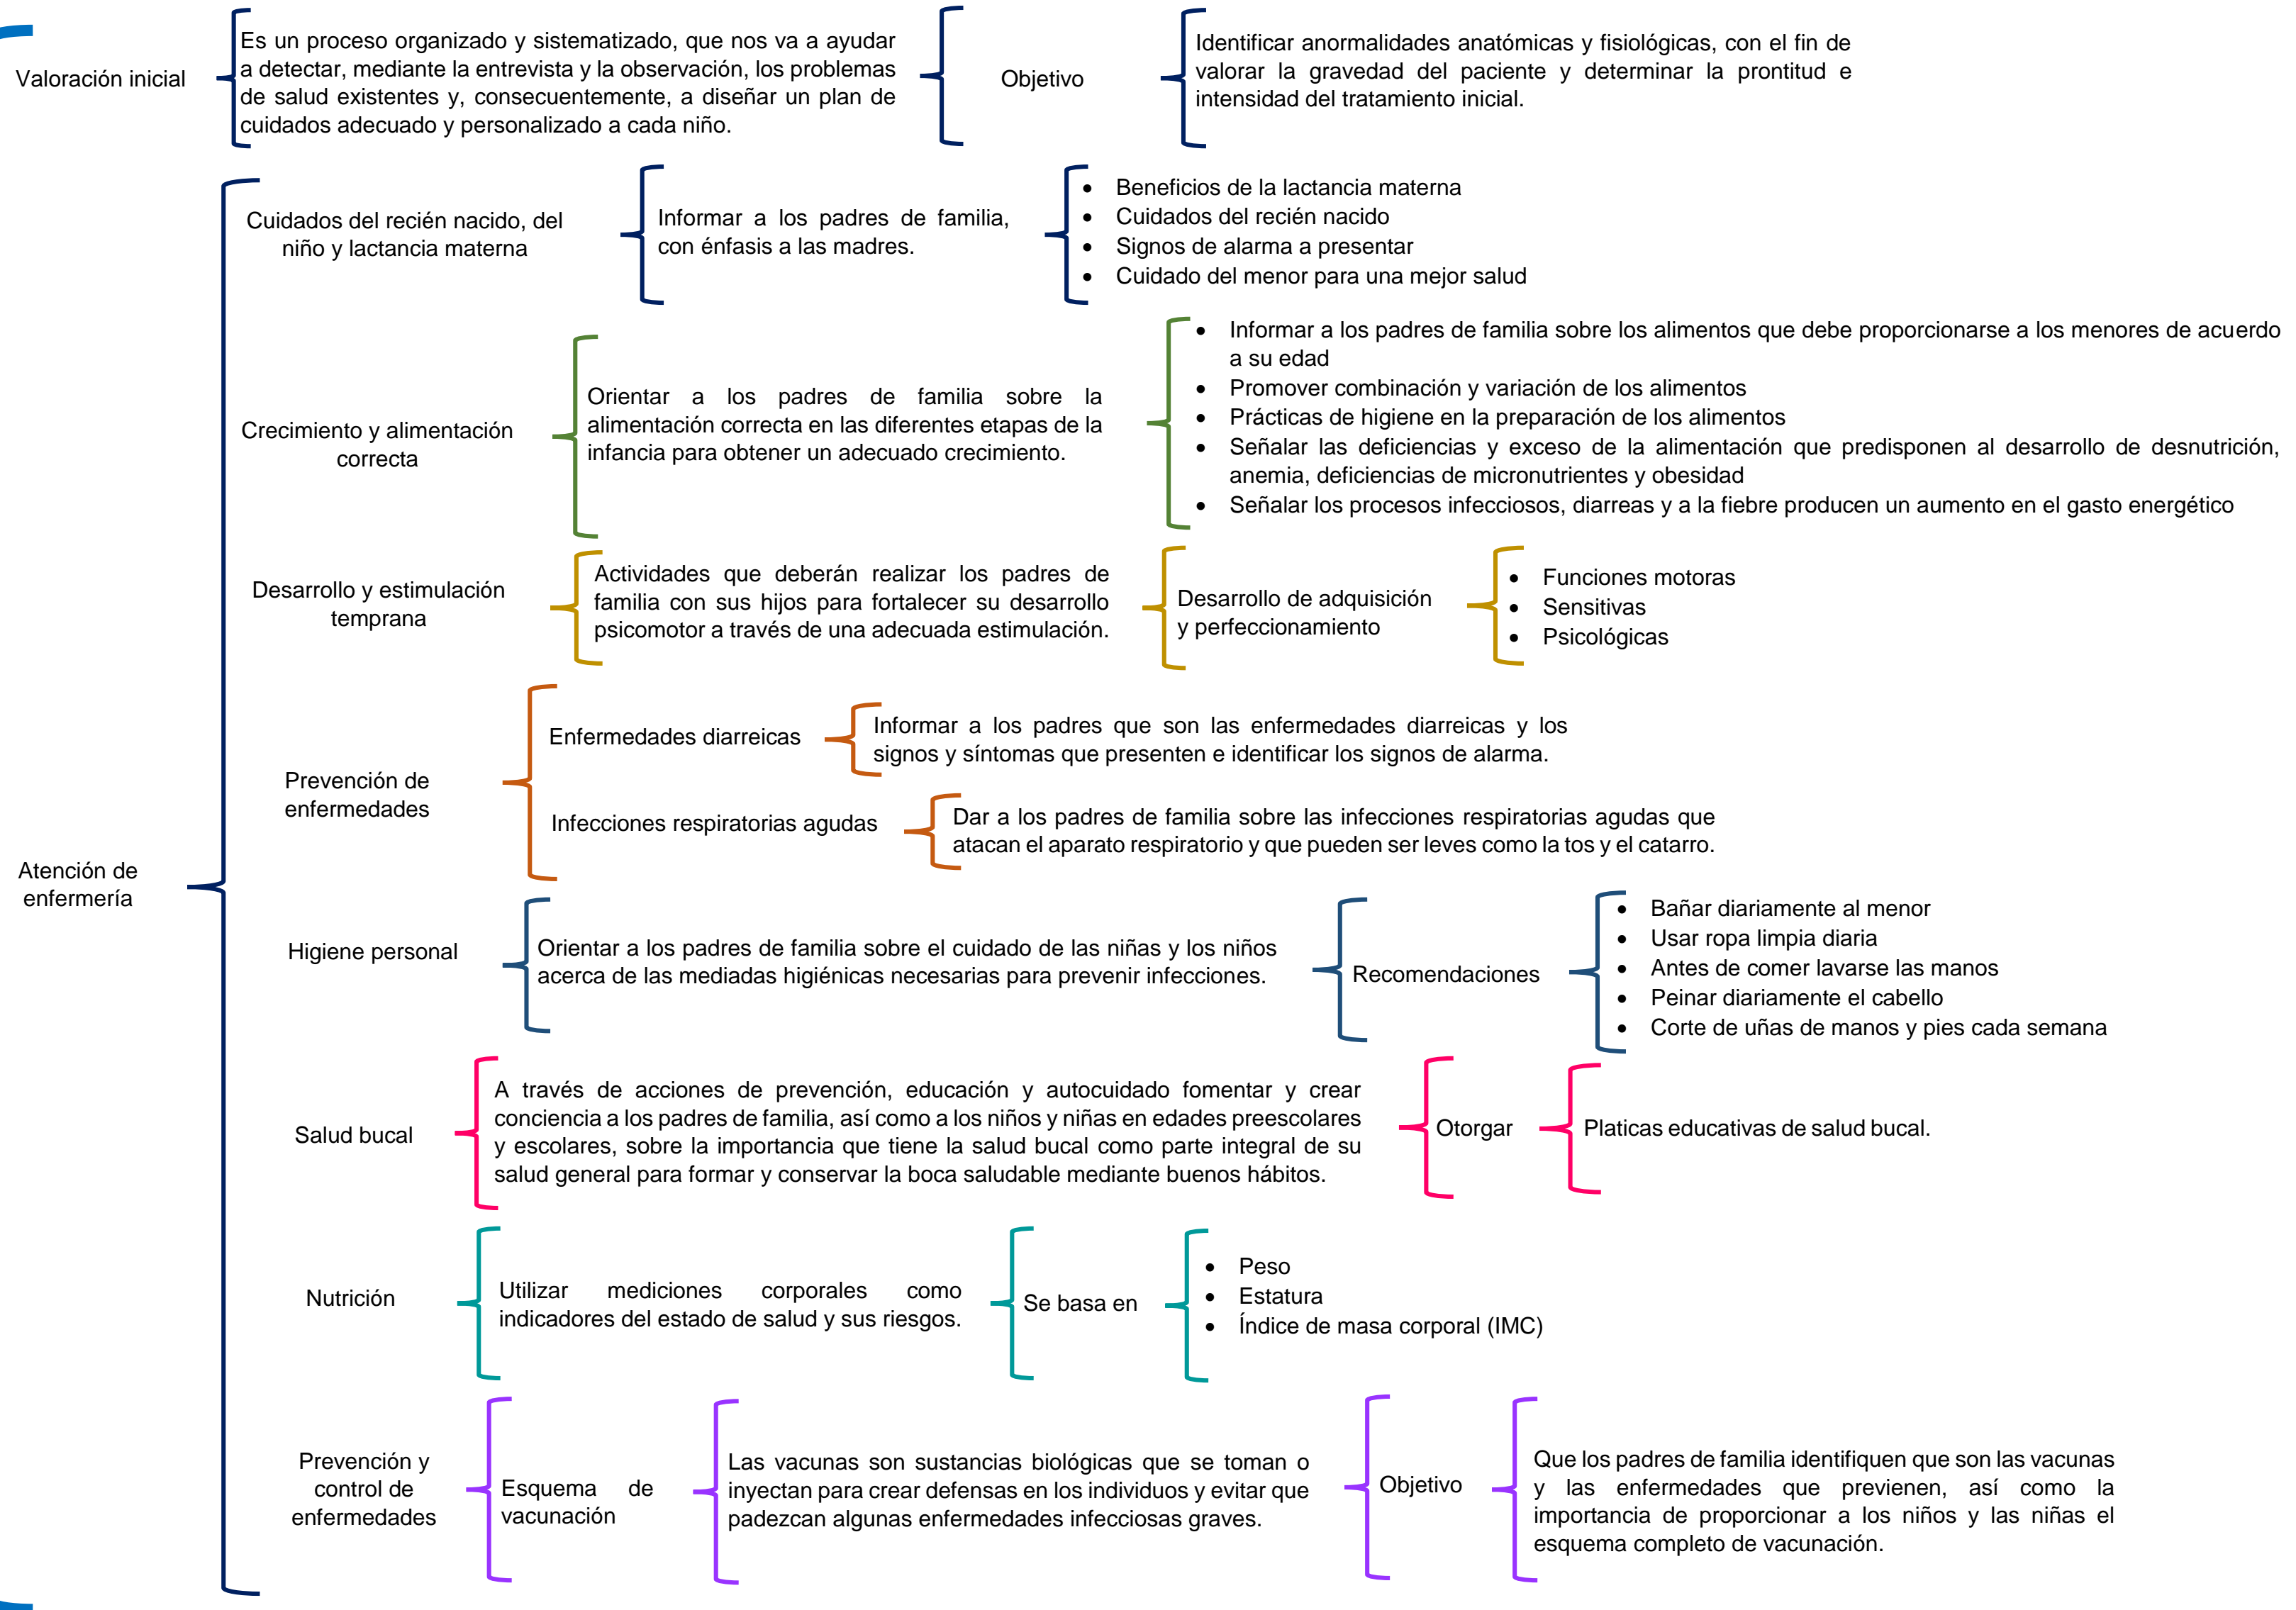 Valoración inicial
Es un proceso organizado y sistematizado, que nos va a ayudar
a detectar, mediante la entrevista y la observación, los problemas
de salud existentes y, consecuentemente, a diseñar un plan de
cuidados adecuado y personalizado a cada niño.
Objetivo
Identificar anormalidades anatómicas y fisiológicas, con el fin de
valorar la gravedad del paciente y determinar la prontitud e
intensidad del tratamiento inicial.
Atención de
enfermería
Cuidados del recién nacido, del
niño y lactancia materna
Informar a los padres de familia,
con énfasis a las madres.
• Beneficios de la lactancia materna
• Cuidados del recién nacido
• Signos de alarma a presentar
• Cuidado del menor para una mejor salud
Crecimiento y alimentación
correcta
Orientar a los padres de familia sobre la
alimentación correcta en las diferentes etapas de la
infancia para obtener un adecuado crecimiento.
• Informar a los padres de familia sobre los alimentos que debe proporcionarse a los menores de acuerdo
a su edad
• Promover combinación y variación de los alimentos
• Prácticas de higiene en la preparación de los alimentos
• Señalar las deficiencias y exceso de la alimentación que predisponen al desarrollo de desnutrición,
anemia, deficiencias de micronutrientes y obesidad
• Señalar los procesos infecciosos, diarreas y a la fiebre producen un aumento en el gasto energético
Desarrollo y estimulación
temprana
Actividades que deberán realizar los padres de
familia con sus hijos para fortalecer su desarrollo
psicomotor a través de una adecuada estimulación.
Desarrollo de adquisición
y perfeccionamiento
• Funciones motoras
• Sensitivas
• Psicológicas
Prevención de
enfermedades
Enfermedades diarreicas
Informar a los padres que son las enfermedades diarreicas y los
signos y síntomas que presenten e identificar los signos de alarma.
Infecciones respiratorias agudas
Dar a los padres de familia sobre las infecciones respiratorias agudas que
atacan el aparato respiratorio y que pueden ser leves como la tos y el catarro.
Higiene personal
Orientar a los padres de familia sobre el cuidado de las niñas y los niños
acerca de las mediadas higiénicas necesarias para prevenir infecciones.
Recomendaciones
• Bañar diariamente al menor
• Usar ropa limpia diaria
• Antes de comer lavarse las manos
• Peinar diariamente el cabello
• Corte de uñas de manos y pies cada semana
Salud bucal
A través de acciones de prevención, educación y autocuidado fomentar y crear
conciencia a los padres de familia, así como a los niños y niñas en edades preescolares
y escolares, sobre la importancia que tiene la salud bucal como parte integral de su
salud general para formar y conservar la boca saludable mediante buenos hábitos.
Otorgar
Platicas educativas de salud bucal.
Nutrición
Utilizar mediciones corporales como
indicadores del estado de salud y sus riesgos.
Se basa en
• Peso
• Estatura
• Índice de masa corporal (IMC)
Prevención y
control de
enfermedades
Esquema de
vacunación
Las vacunas son sustancias biológicas que se toman o
inyectan para crear defensas en los individuos y evitar que
padezcan algunas enfermedades infecciosas graves.
Objetivo
Que los padres de familia identifiquen que son las vacunas
y las enfermedades que previenen, así como la
importancia de proporcionar a los niños y las niñas el
esquema completo de vacunación.